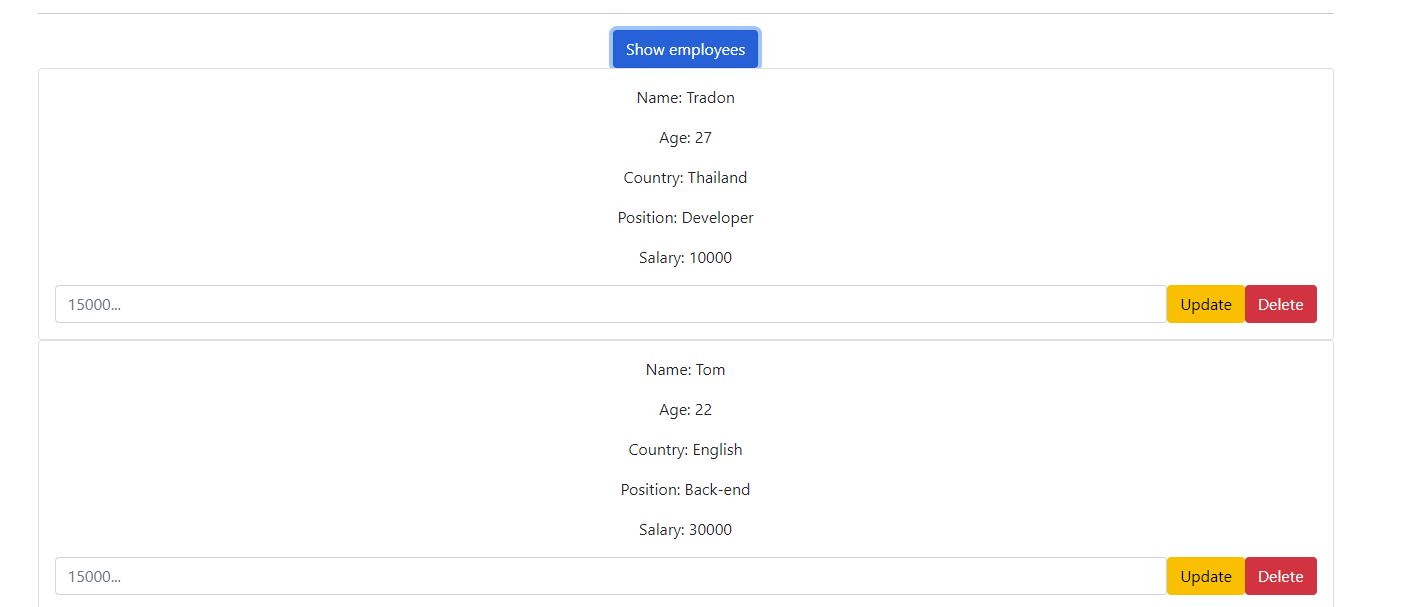 Show employees
Name: Tradon
Age: 27
Country: Thailand
Position: Developer
Salary: 10000
15000... Update Delete
Name: Tom
Age: 22
Country: English
Position: Back-end
Salary: 30000
15000... Update Delete